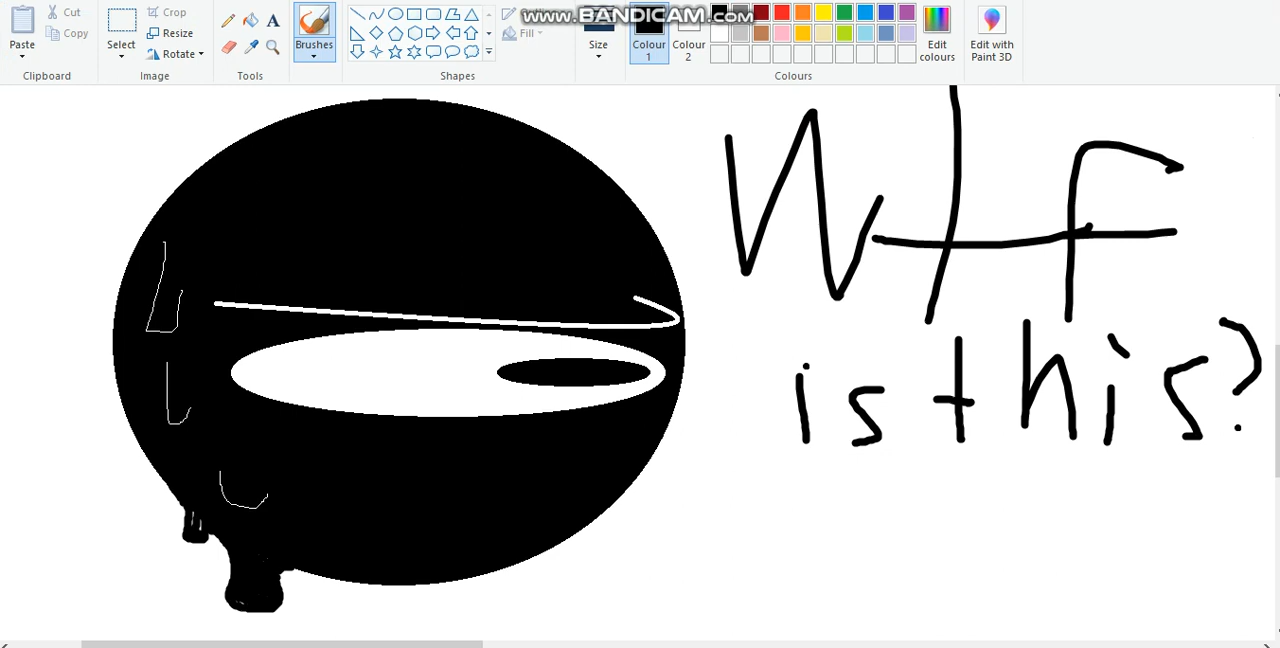 www.BANDICAM.com
Cut
Crop
Paste
Copy
Select
Resize
Rotate
A
Brushes
Fill
Size
Colour
1
Colour
2
Edit
colours
Edit with
Paint 3D
Clipboard
Image
Tools
Shapes
Colours
Wtf
is this?